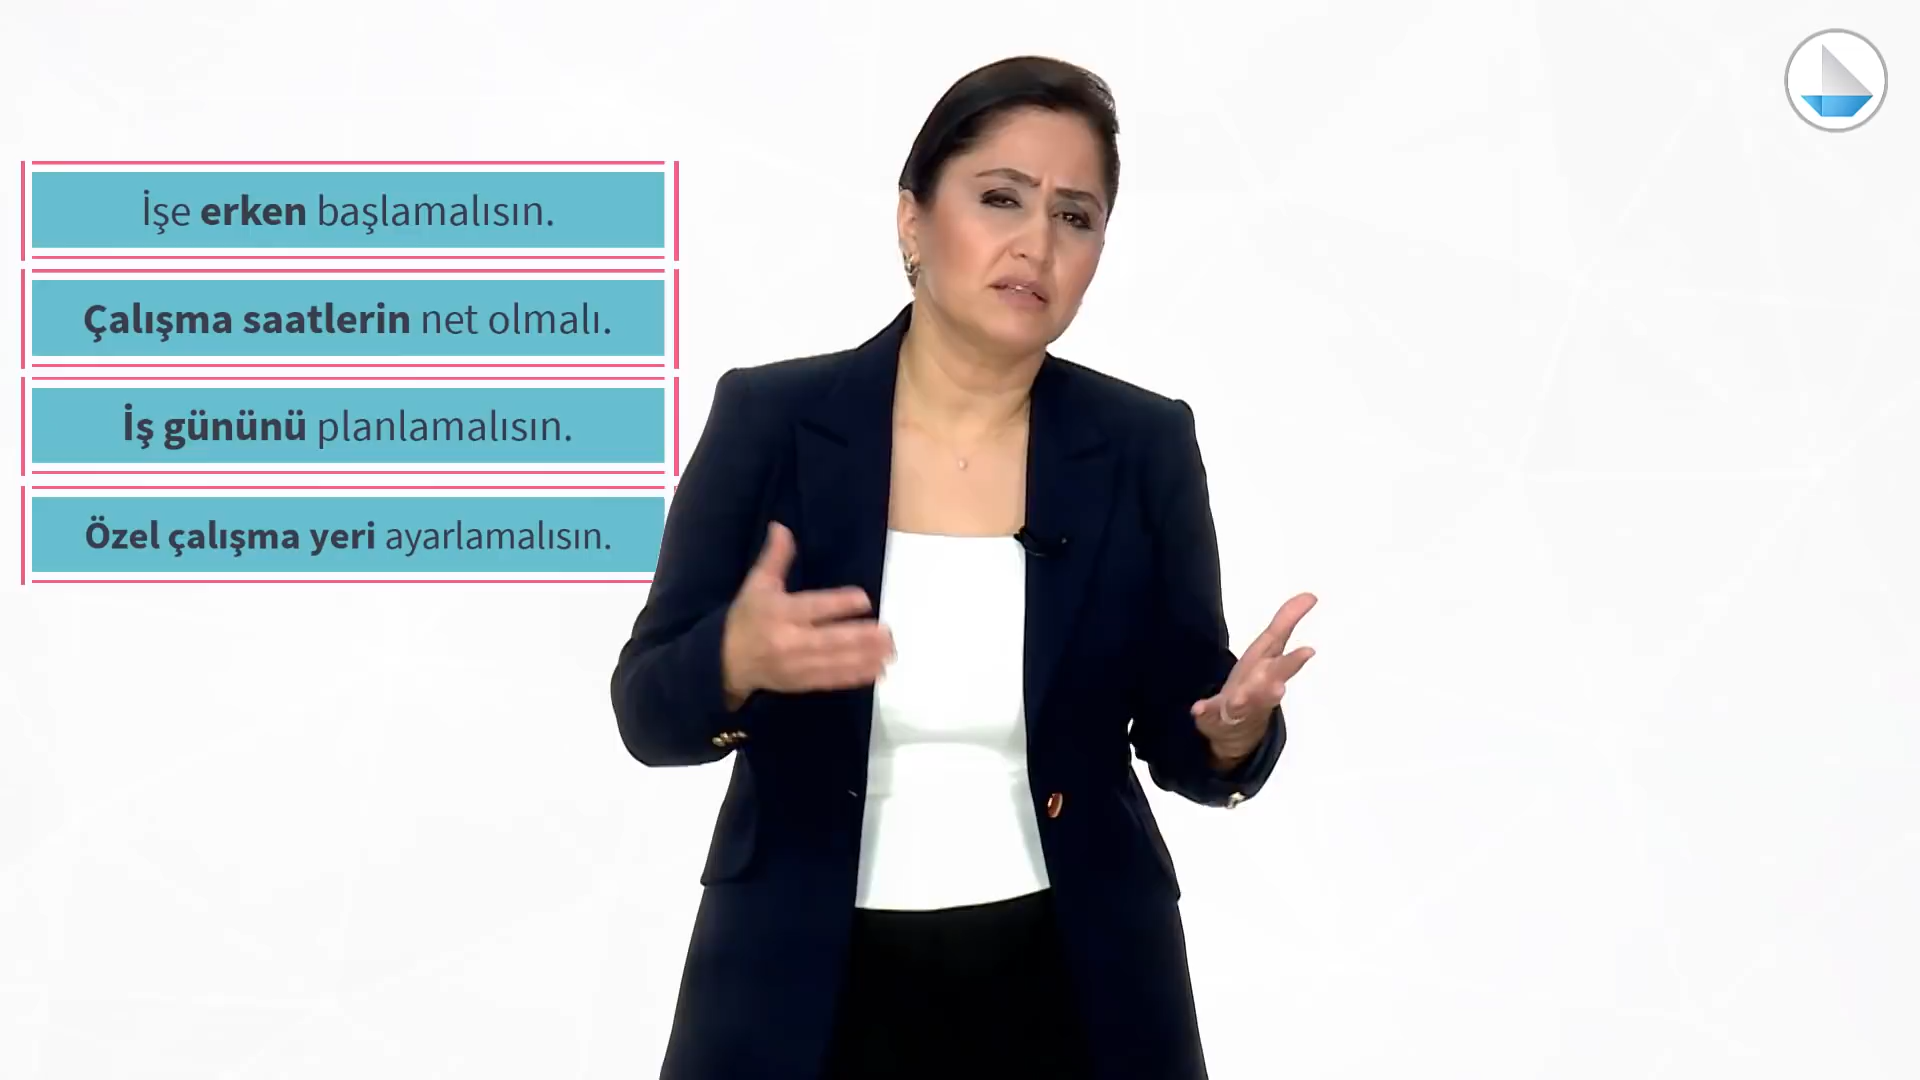 İşe erken başlamalısın.
Çalışma saatlerin net olmalı.
İş gününü planlamalısın.
Özel çalışma yeri ayarlamalısın.